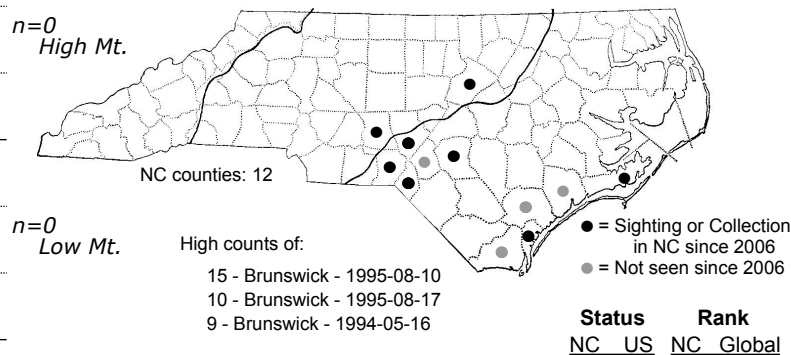 n=0
High Mt.
NC counties: 12
n=0
Low Mt.
High counts of:
15 - Brunswick - 1995-08-10
10 - Brunswick - 1995-08-17
9 - Brunswick - 1994-05-16
= Sighting or Collection
in NC since 2006
= Not seen since 2006
Status Rank
NC US NC Global